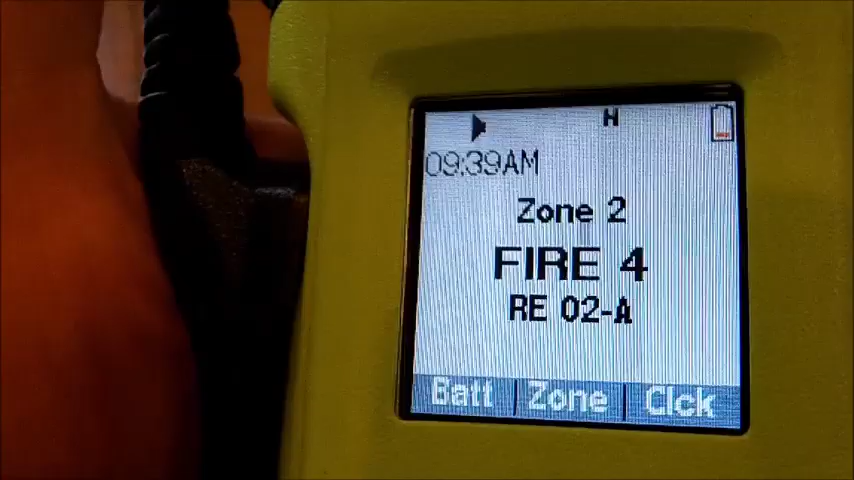 H
09:39AM
Zone 2
FIRE 4
RE 02-A
Batt Zone Clck